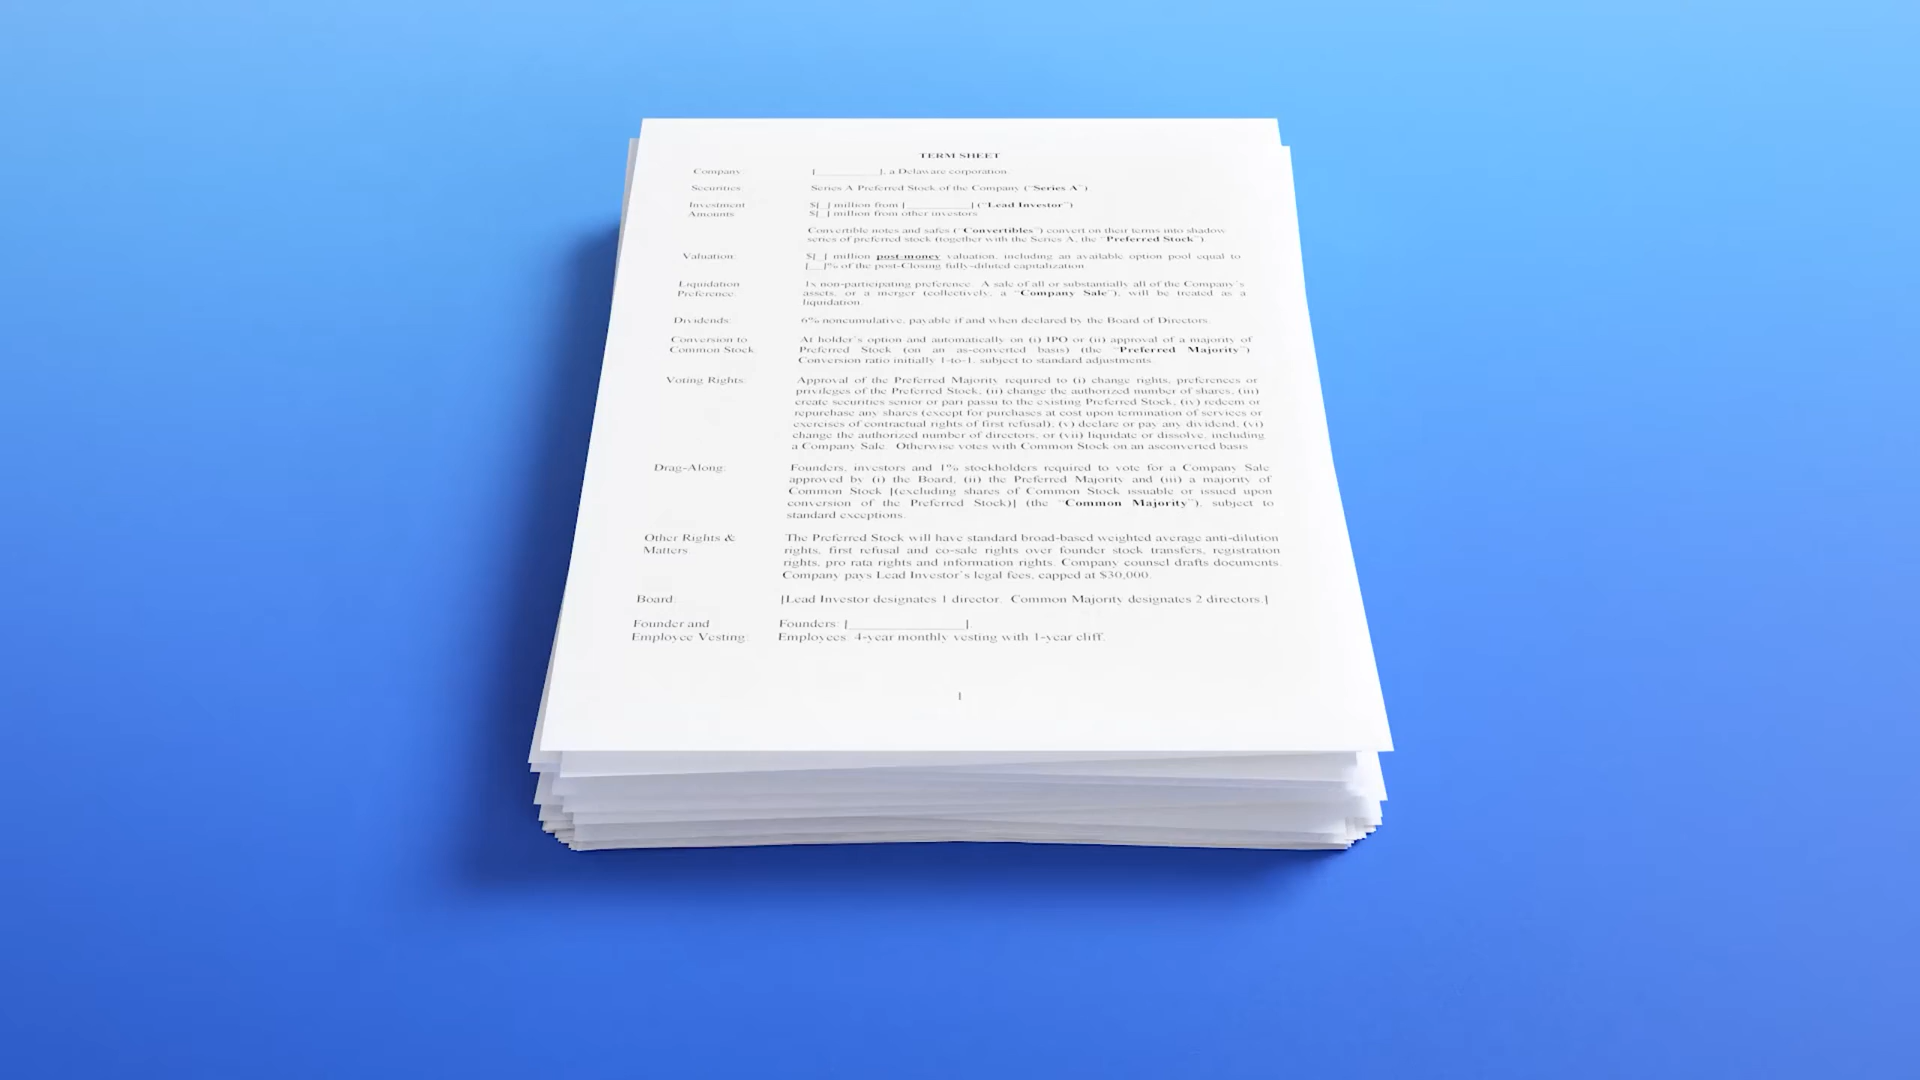 TERM SHEET
Company: [__________], a Delaware corporation.
Securities: Series A Preferred Stock of the Company (“Series A”).
Investment $[_] million from [__________] (“Lead Investor”)
Amounts $[_] million from other investors
Convertible notes and safes (“Convertibles”) convert on their terms into shadow
series of preferred stock (together with the Series A, the “Preferred Stock”).
Valuation: $[_] million post-money valuation, including an available option pool equal to
[__]% of the post-Closing fully-diluted capitalization
Liquidation 1x non-participating preference. A sale of all or substantially all of the Company’s
Preference: assets, or a merger (collectively, a “Company Sale”), will be treated as a
liquidation.
Dividends: 6% noncumulative, payable if and when declared by the Board of Directors.
Conversion to At holder’s option and automatically on (i) IPO or (ii) approval of a majority of
Common Stock Preferred Stock (on an as-converted basis) (the “Preferred Majority”)
Conversion ratio initially 1-to-1, subject to standard adjustments.
Voting Rights: Approval of the Preferred Majority required to (i) change rights, preferences or
privileges of the Preferred Stock; (ii) change the authorized number of shares; (iii)
create securities senior or pari passu to the existing Preferred Stock; (iv) redeem or
repurchase any shares (except for purchases at cost upon termination of services or
exercises of contractual rights of first refusal); (v) declare or pay any dividend; (vi)
change the authorized number of directors; or (vii) liquidate or dissolve, including
a Company Sale. Otherwise votes with Common Stock on an asconverted basis
Drag-Along: Founders, investors and 1% stockholders required to vote for a Company Sale
approved by (i) the Board, (ii) the Preferred Majority and (iii) a majority of
Common Stock [(excluding shares of Common Stock issuable or issued upon
conversion of the Preferred Stock)] (the “Common Majority”), subject to
standard exceptions.
Other Rights & The Preferred Stock will have standard broad-based weighted average anti-dilution
Matters rights, first refusal and co-sale rights over founder stock transfers, registration
rights, pro rata rights and information rights. Company counsel drafts documents.
Company pays Lead Investor’s legal fees, capped at $30,000.
Board: [Lead Investor designates 1 director. Common Majority designates 2 directors.]
Founder and Founders: [__________________]
Employee Vesting: Employees: 4-year monthly vesting with 1-year cliff.
1